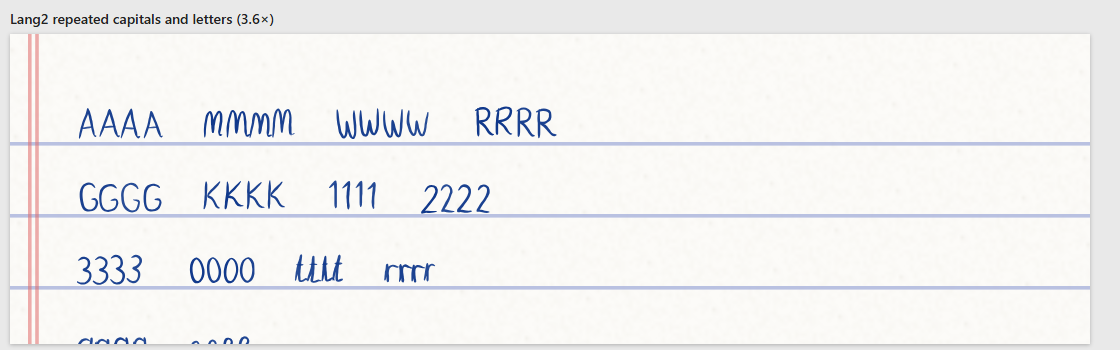 Lang2 repeated capitals and letters (3.6×)
AAAA MMMM WWWW RRRR
GGGG KKKK 1111 2222
3333 0000 tttt rrrr